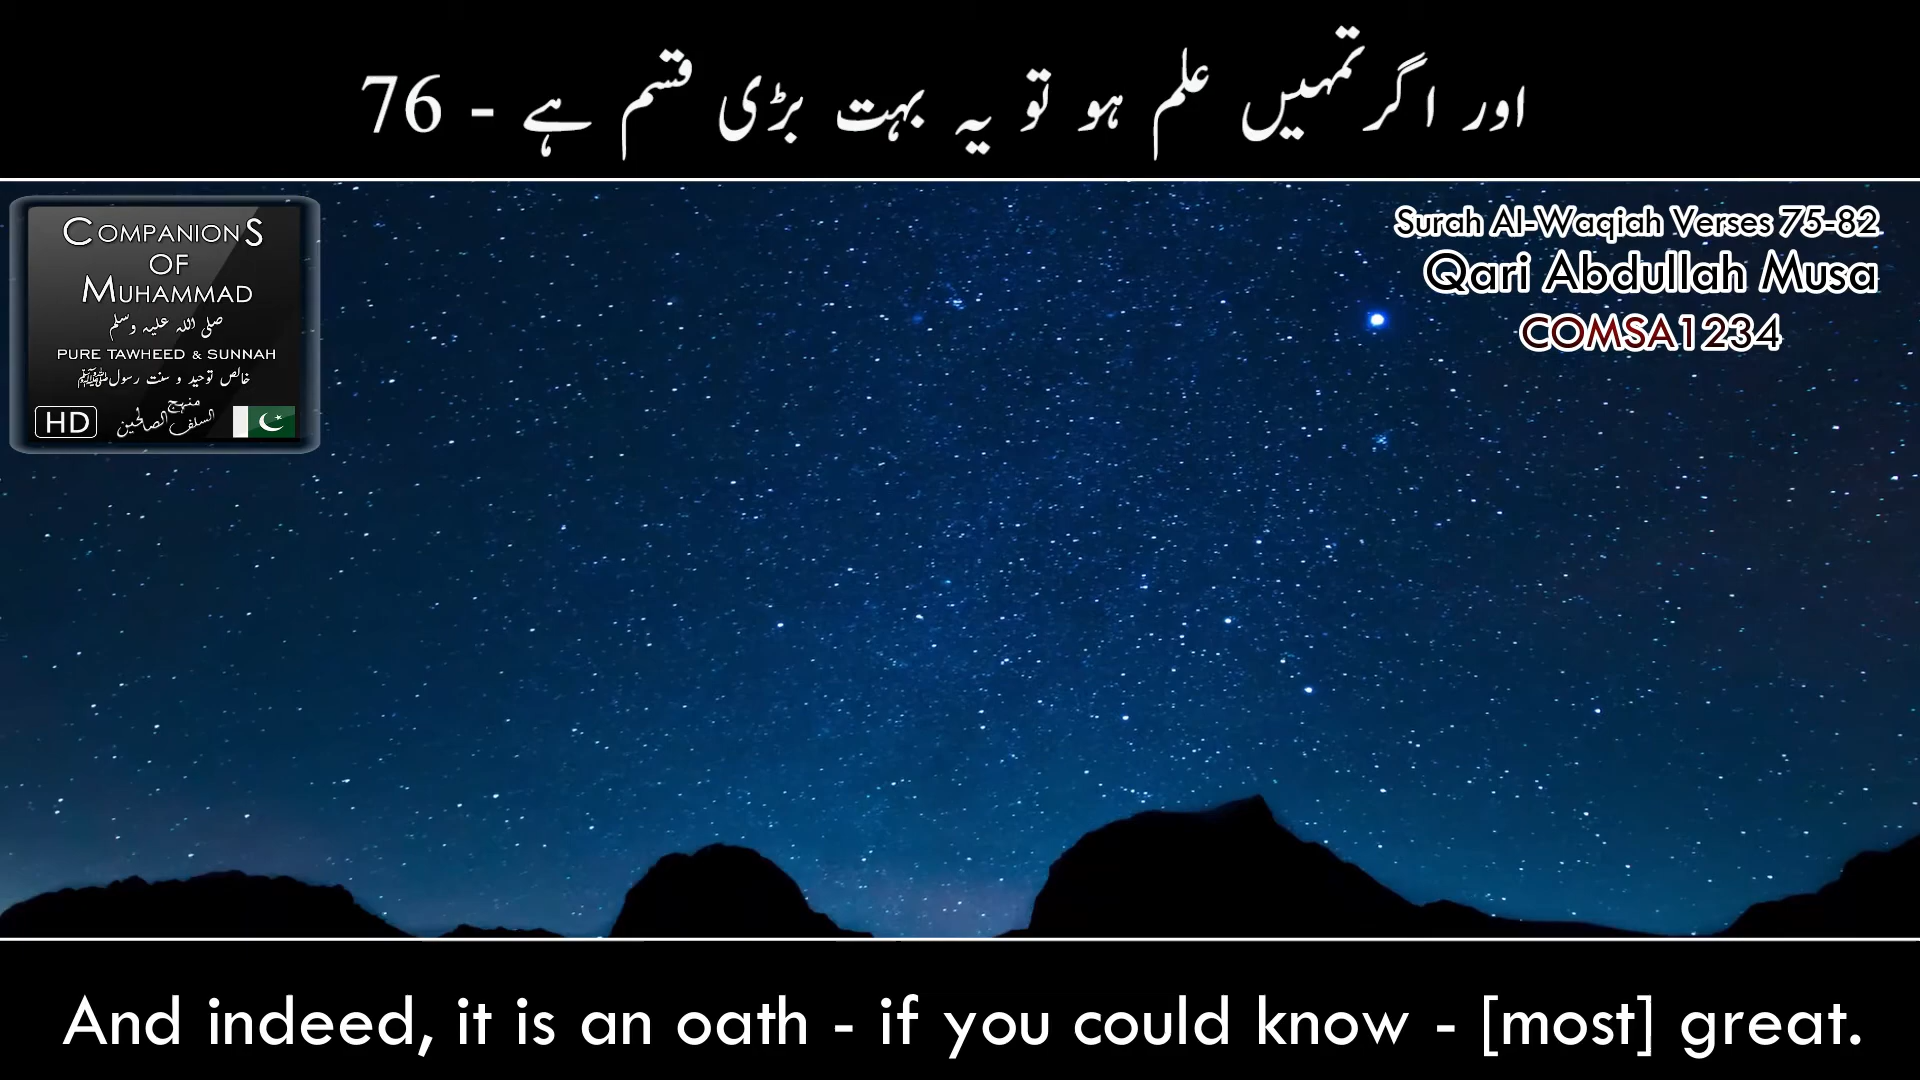 اور اگر تمہیں علم ہو تو یہ بہت بڑی قسم ہے - 76
COMPANIONS
OF
MUHAMMAD
صلی اللہ علیہ وسلم
PURE TAWHEED & SUNNAH
خالص توحید و سنت رسولﷺ
منہج
السلف الصالحین
HD
Surah Al-Waqiah Verses 75-82
Qari Abdullah Musa
COMSA1234
And indeed, it is an oath - if you could know - [most] great.